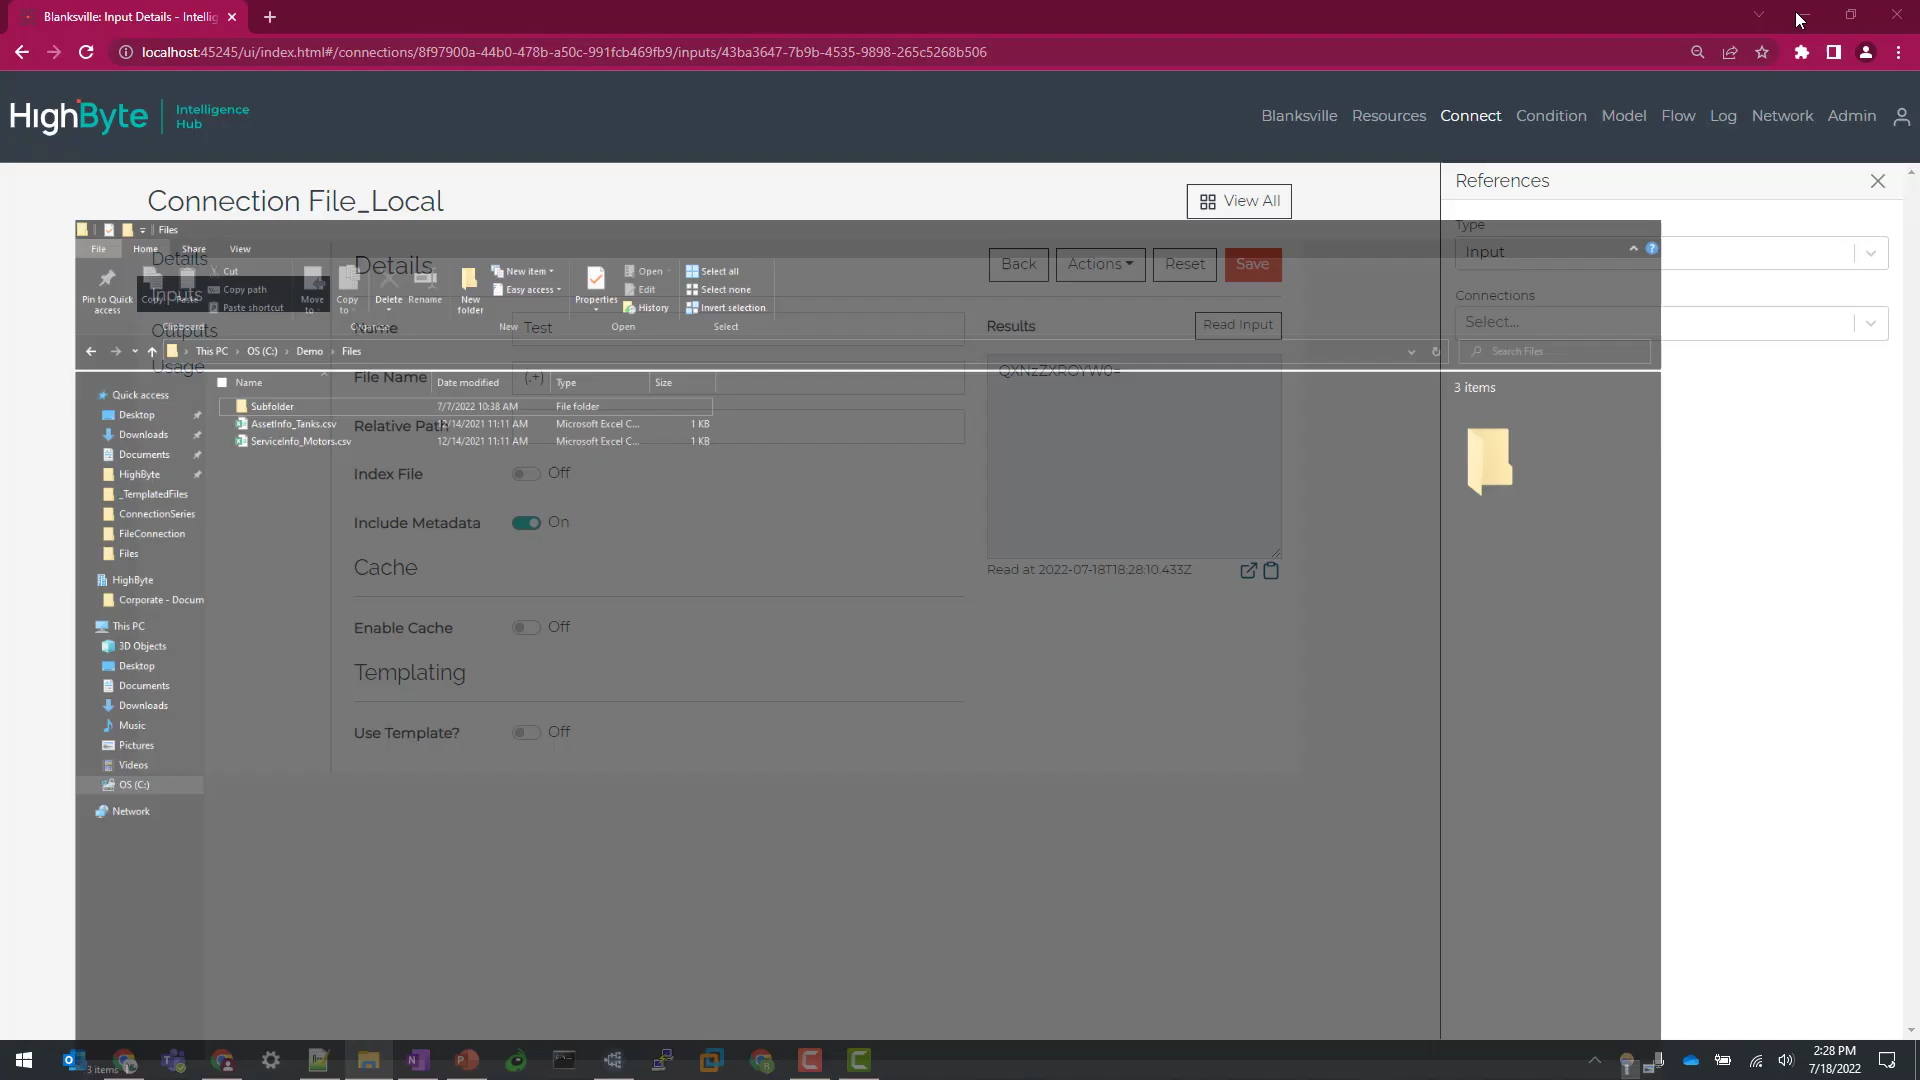 Blanksville: Input Details - Intellig
localhost:45245/ui/index.html#/connections/8f97900a-44b0-478b-a50c-991fcb469fb9/inputs/43ba3647-7b9b-4535-9898-265c5268b506
HighByte
Intelligence
Hub
Blanksville
Resources
Connect
Condition
Model
Flow
Log
Network
Admin
Connection File_Local
View All
References
Type
Input
Connections
Select...
Details
Inputs
Outputs
Usage
Details
Back
Actions
Reset
Save
Name
Test
File Name
(.+)
Relative Path
Index File
Off
Include Metadata
On
Cache
Enable Cache
Off
Templating
Use Template?
Off
Results
Read Input
QXNzZXROYW0=
Read at 2022-07-18T18:28:10.433Z
Files
File
Home
Share
View
Pin to Quick
access
Copy
Paste
Cut
Copy path
Paste shortcut
Clipboard
Move
to
Copy
to
Delete
Rename
Organize
New
folder
New item
Easy access
New
Properties
Open
Edit
History
Open
Select all
Select none
Invert selection
Select
This PC
OS (C:)
Demo
Files
Search Files
Name
Date modified
Type
Size
Subfolder
7/7/2022 10:38 AM
File folder
AssetInfo_Tanks.csv
12/14/2021 11:11 AM
Microsoft Excel C...
1 KB
ServiceInfo_Motors.csv
12/14/2021 11:11 AM
Microsoft Excel C...
1 KB
Quick access
Desktop
Downloads
Documents
HighByte
_TemplatedFiles
ConnectionSeries
FileConnection
Files
HighByte
Corporate - Docum
This PC
3D Objects
Desktop
Documents
Downloads
Music
Pictures
Videos
OS (C:)
Network
3 items
3 items
2:28 PM
7/18/2022